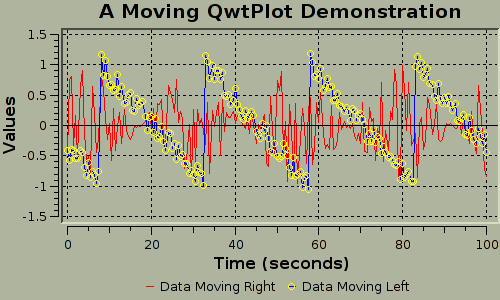 A Moving QwtPlot Demonstration
1.5
1
0.5
0
-0.5
-1
-1.5
Values
0 20 40 60 80 100
Time (seconds)
Data Moving Right Data Moving Left